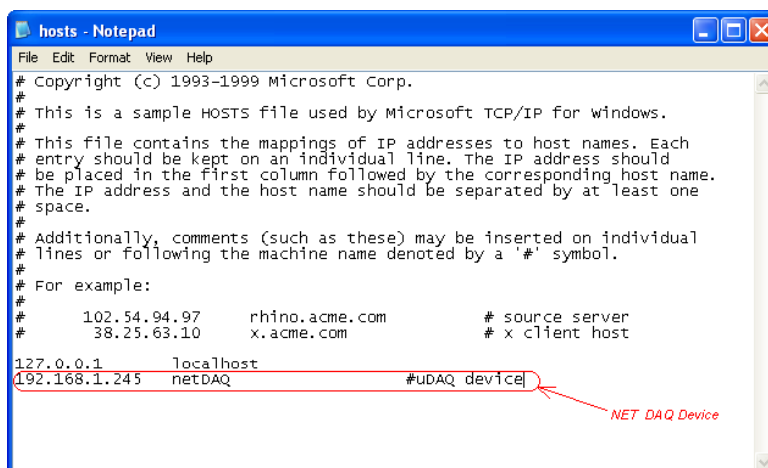 hosts - Notepad
File Edit Format View Help
# Copyright (c) 1993-1999 Microsoft Corp.
#
# This is a sample HOSTS file used by Microsoft TCP/IP for Windows.
#
# This file contains the mappings of IP addresses to host names. Each
# entry should be kept on an individual line. The IP address should
# be placed in the first column followed by the corresponding host name.
# The IP address and the host name should be separated by at least one
# space.
#
# Additionally, comments (such as these) may be inserted on individual
# lines or following the machine name denoted by a '#' symbol.
#
# For example:
#
# 102.54.94.97 rhino.acme.com # source server
# 38.25.63.10 x.acme.com # x client host
127.0.0.1 localhost
192.168.1.245 netDAQ #uDAQ device
NET DAQ Device